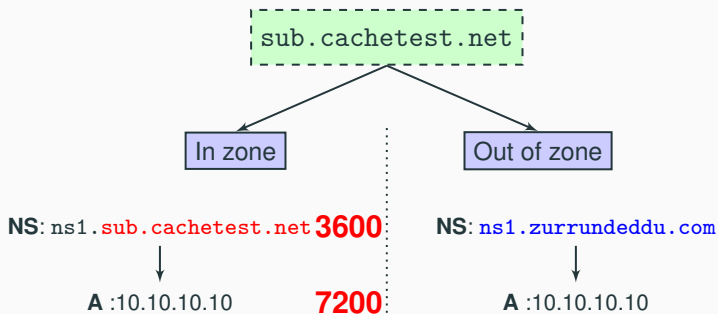 sub.cachetest.net
In zone
Out of zone
NS: ns1.sub.cachetest.net 3600
NS: ns1.zurrundeddu.com
A :10.10.10.10 7200
A :10.10.10.10